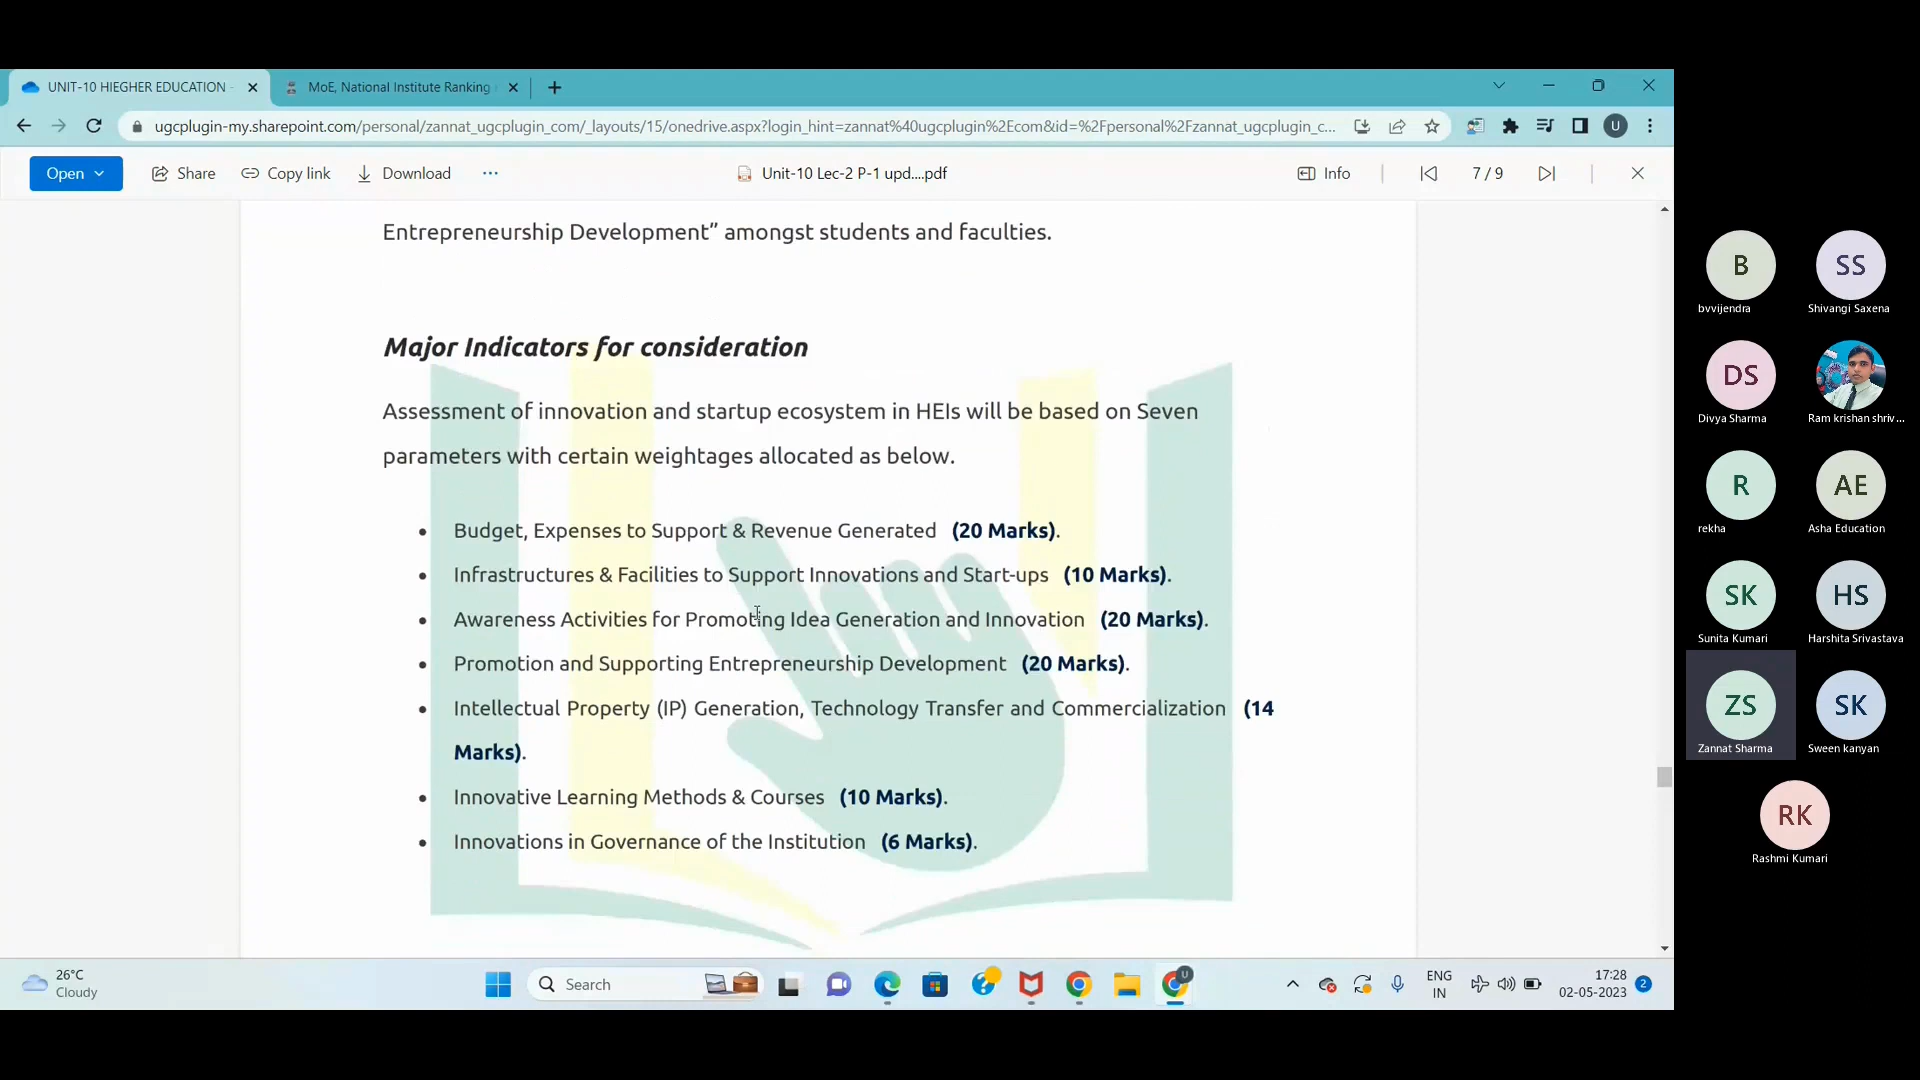 UNIT-10 HIEGHER EDUCATION -
MoE, National Institute Ranking
ugcplugin-my.sharepoint.com/personal/zannat_ugcplugin_com/_layouts/15/onedrive.aspx?login_hint=zannat%40ugcplugin%2Ecom&id=%2Fpersonal%2Fzannat_ugcplugin_c...
U
Open
Share
Copy link
Download
...
Unit-10 Lec-2 P-1 upd....pdf
Info
7 / 9
Entrepreneurship Development” amongst students and faculties.
Major Indicators for consideration
Assessment of innovation and startup ecosystem in HEIs will be based on Seven
parameters with certain weightages allocated as below.
• Budget, Expenses to Support & Revenue Generated (20 Marks).
• Infrastructures & Facilities to Support Innovations and Start-ups (10 Marks).
• Awareness Activities for Promoting Idea Generation and Innovation (20 Marks).
• Promotion and Supporting Entrepreneurship Development (20 Marks).
• Intellectual Property (IP) Generation, Technology Transfer and Commercialization (14
Marks).
• Innovative Learning Methods & Courses (10 Marks).
• Innovations in Governance of the Institution (6 Marks).
B
bvvijendra
SS
Shivangi Saxena
DS
Divya Sharma
Ram krishan shriv...
R
rekha
AE
Asha Education
SK
Sunita Kumari
HS
Harshita Srivastava
ZS
Zannat Sharma
SK
Sween kanyan
RK
Rashmi Kumari
26°C
Cloudy
Search
U
ENG
IN
17:28
02-05-2023
2